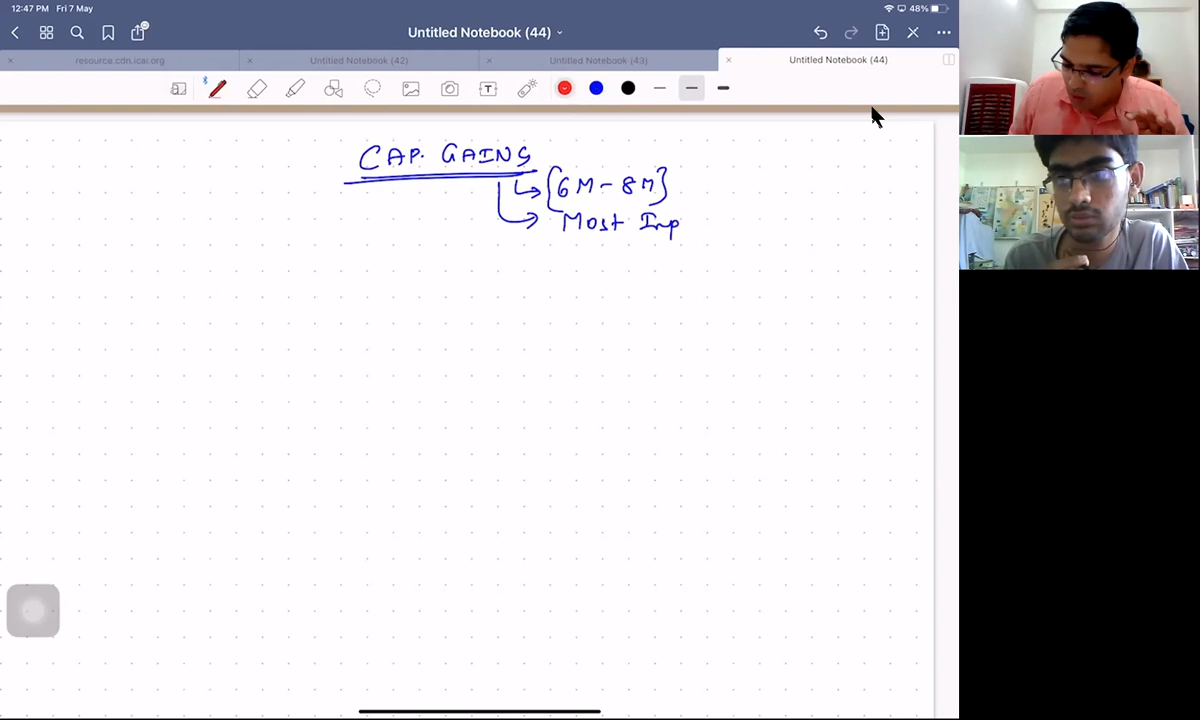 12:47 PM Fri 7 May
48%
Untitled Notebook (44)
resource.cdn.icai.org
Untitled Notebook (42)
Untitled Notebook (43)
Untitled Notebook (44)
T
CAP. GAINS
[6M - 8M]
Most Imp